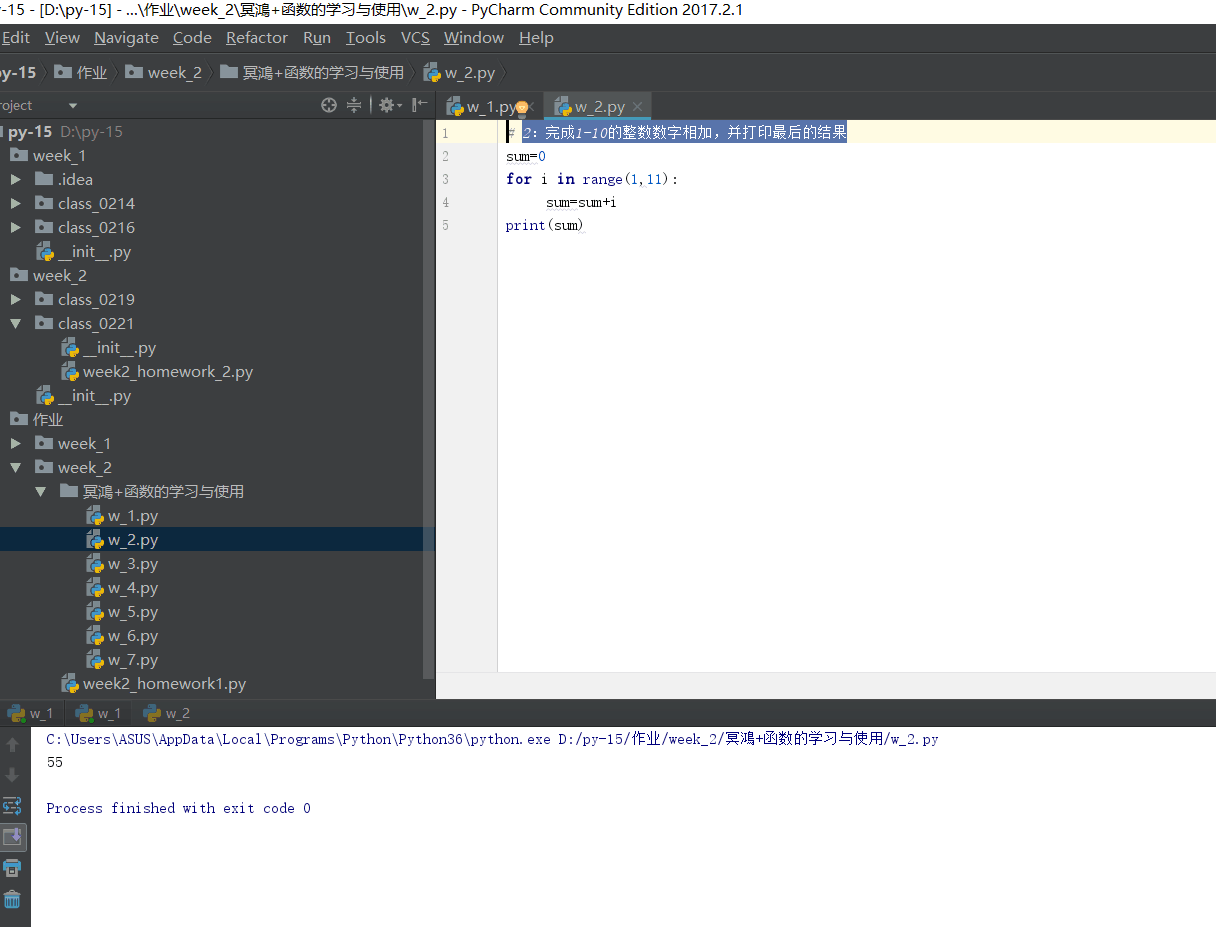 -15 - [D:\py-15] - ...\作业\week_2\冥鴻+函数的学习与使用\w_2.py - PyCharm Community Edition 2017.2.1
Edit View Navigate Code Refactor Run Tools VCS Window Help
py-15 作业 week_2 冥鴻+函数的学习与使用 w_2.py
roject
w_1.py w_2.py
py-15 D:\py-15
week_1
.idea
class_0214
class_0216
__init__.py
week_2
class_0219
class_0221
__init__.py
week2_homework_2.py
__init__.py
作业
week_1
week_2
冥鴻+函数的学习与使用
w_1.py
w_2.py
w_3.py
w_4.py
w_5.py
w_6.py
w_7.py
week2_homework1.py
1 # 2：完成1-10的整数数字相加，并打印最后的结果
2 sum=0
3 for i in range(1,11):
4 sum=sum+i
5 print(sum)
w_1 w_1 w_2
C:\Users\ASUS\AppData\Local\Programs\Python\Python36\python.exe D:/py-15/作业/week_2/冥鴻+函数的学习与使用/w_2.py
55
Process finished with exit code 0